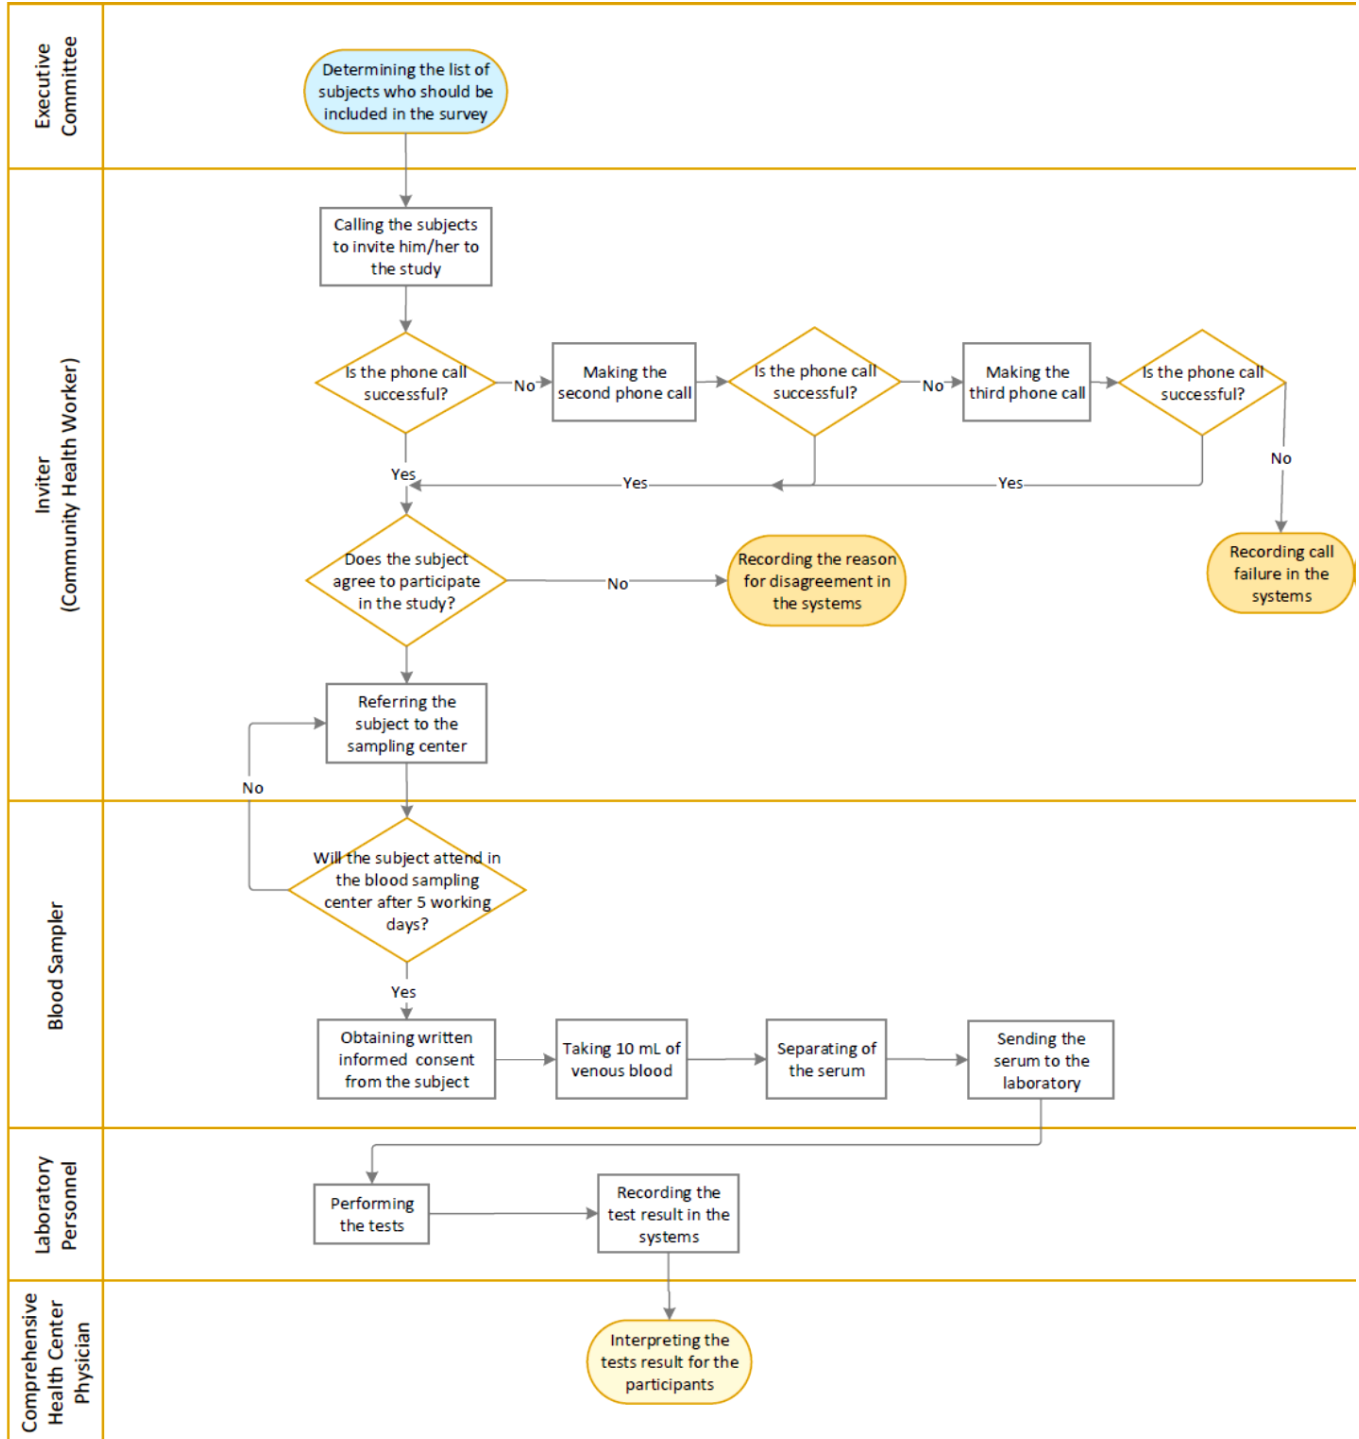 Executive
Committee
Determining the list of
subjects who should be
included in the survey
Inviter
(Community Health Worker)
Calling the subjects
to invite him/her to
the study
Is the phone call
successful?
No
Making the
second phone call
Is the phone call
successful?
No
Making the
third phone call
Is the phone call
successful?
No
Yes
Yes
Yes
Does the subject
agree to participate
in the study?
No
Recording the reason
for disagreement in
the systems
Recording call
failure in the
systems
Referring the
subject to the
sampling center
No
Blood Sampler
Will the subject attend in
the blood sampling
center after 5 working
days?
Yes
Obtaining written
informed consent
from the subject
Taking 10 mL of
venous blood
Separating of
the serum
Sending the
serum to the
laboratory
Laboratory
Personnel
Performing
the tests
Recording the
test result in the
systems
Comprehensive
Health Center
Physician
Interpreting the
tests result for the
participants